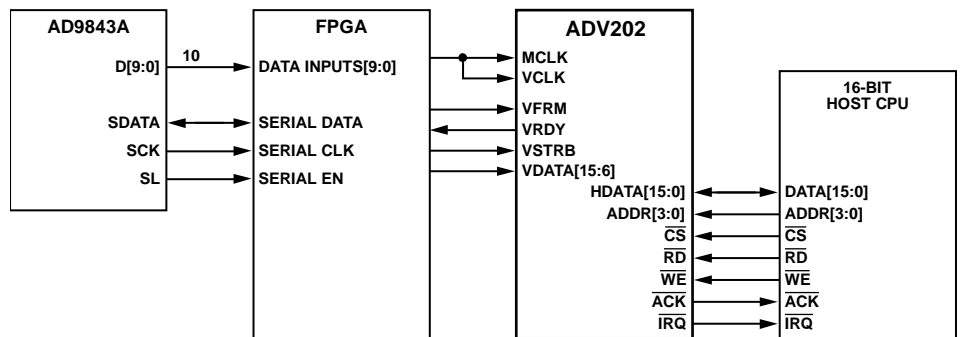 AD9843A
D[9:0]
SDATA
SCK
SL
10
FPGA
DATA INPUTS[9:0]
SERIAL DATA
SERIAL CLK
SERIAL EN
ADV202
MCLK
VCLK
VFRM
VRDY
VSTRB
VDATA[15:6]
HDATA[15:0]
ADDR[3:0]
CS
RD
WE
ACK
IRQ
16-BIT
HOST CPU
DATA[15:0]
ADDR[3:0]
CS
RD
WE
ACK
IRQ